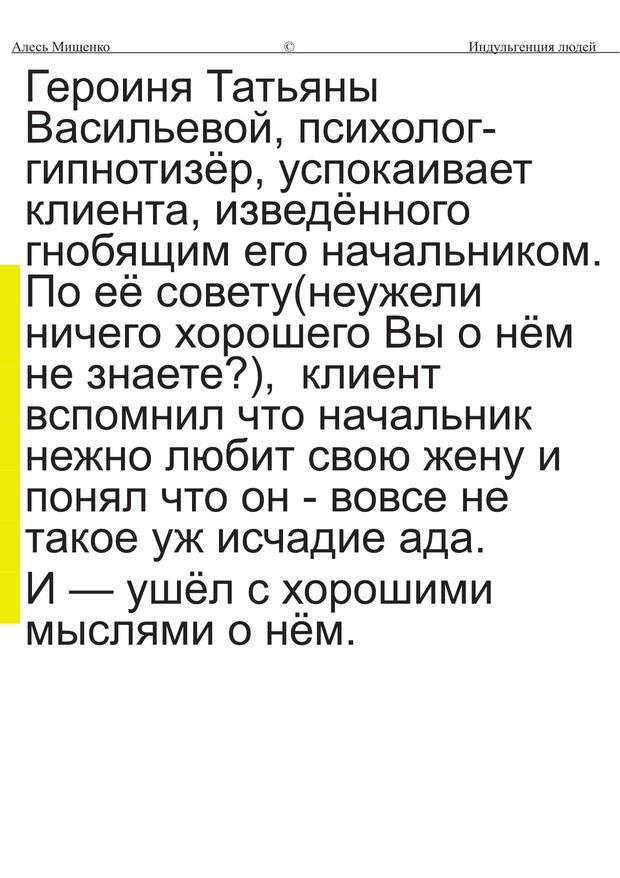 Алесь Мищенко © Индульгенция людей
Героиня Татьяны
Васильевой, психолог-
гипнотизёр, успокаивает
клиента, изведённого
гнобящим его начальником.
По её совету(неужели
ничего хорошего Вы о нём
не знаете?),  клиент
вспомнил что начальник
нежно любит свою жену и
понял что он - вовсе не
такое уж исчадие ада.
И — ушёл с хорошими
мыслями о нём.